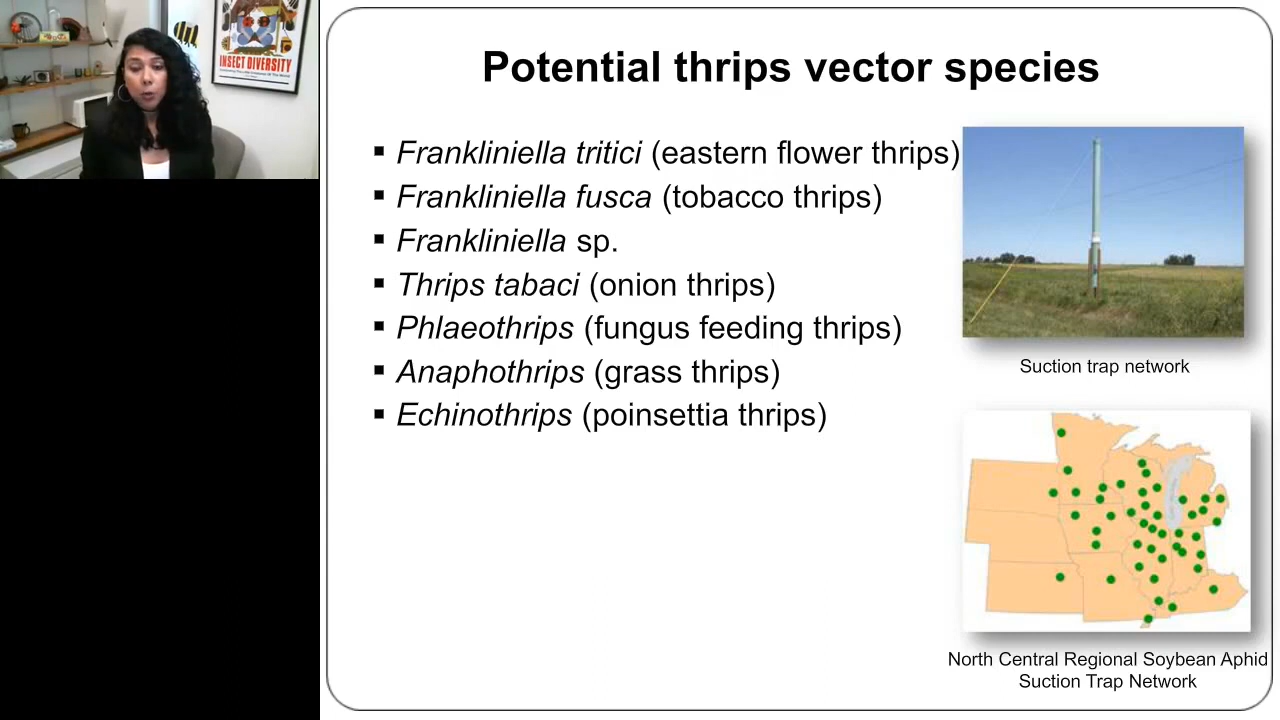 INSECT DIVERSITY
Potential thrips vector species
▪ Frankliniella tritici (eastern flower thrips)
▪ Frankliniella fusca (tobacco thrips)
▪ Frankliniella sp.
▪ Thrips tabaci (onion thrips)
▪ Phlaeothrips (fungus feeding thrips)
▪ Anaphothrips (grass thrips)
▪ Echinothrips (poinsettia thrips)
Suction trap network
North Central Regional Soybean Aphid
Suction Trap Network